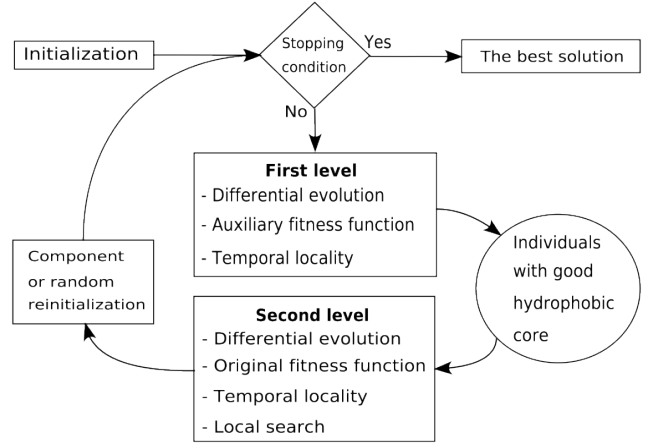 Initialization
Stopping
condition
Yes
The best solution
No
First level
- Differential evolution
- Auxiliary fitness function
- Temporal locality
Individuals
with good
hydrophobic
core
Component
or random
reinitialization
Second level
- Differential evolution
- Original fitness function
- Temporal locality
- Local search